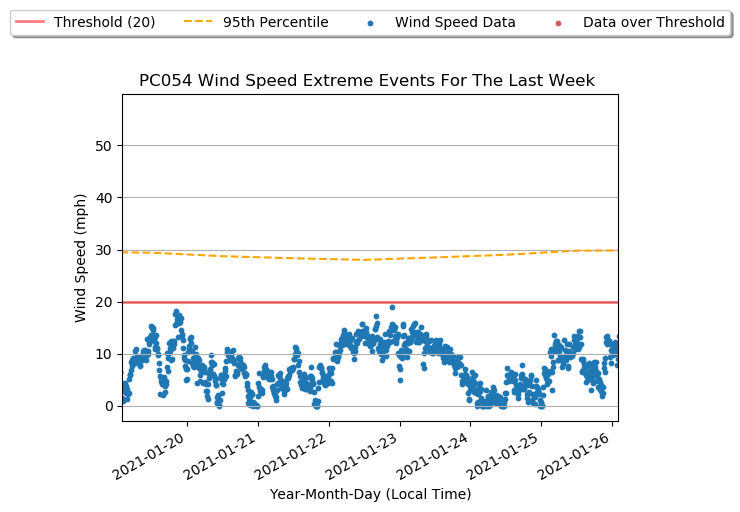 Threshold (20) 95th Percentile Wind Speed Data Data over Threshold
PC054 Wind Speed Extreme Events For The Last Week
50
40
30
20
10
0
Wind Speed (mph)
2021-01-20 2021-01-21 2021-01-22 2021-01-23 2021-01-24 2021-01-25 2021-01-26
Year-Month-Day (Local Time)